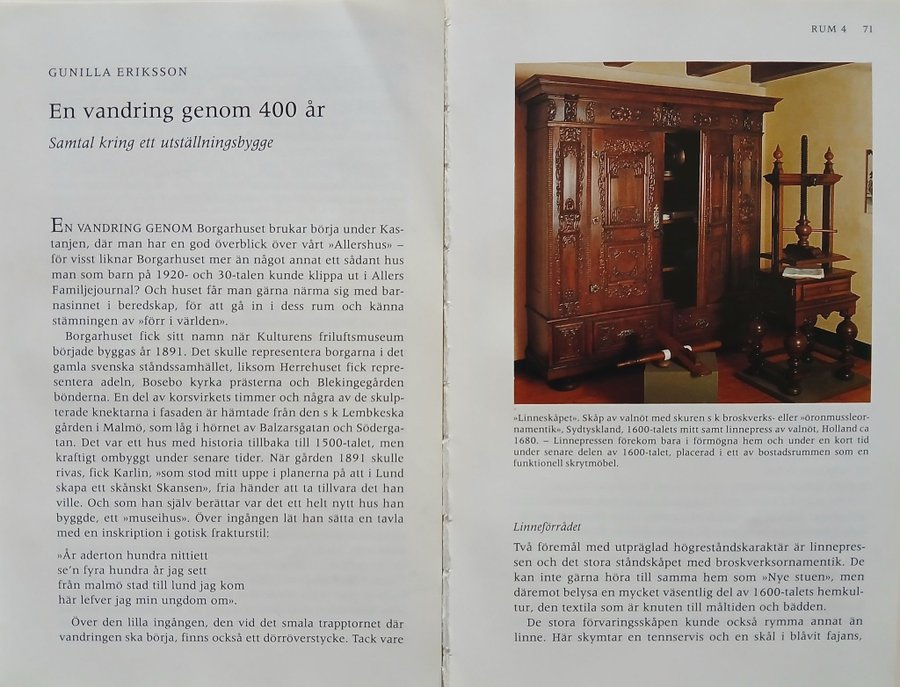 GUNILLA ERIKSSON
En vandring genom 400 år
Samtal kring ett utställningsbygge
EN VANDRING GENOM Borgarhuset brukar börja under Kas-
tanjen, där man har en god överblick över vårt »Allershus» –
för visst liknar Borgarhuset mer än något annat ett sådant hus
man som barn på 1920- och 30-talen kunde klippa ut i Allers
Familjejournal? Och huset får man gärna närma sig med bar-
nasinnet i beredskap, för att gå in i dess rum och känna
stämningen av »förr i världen».
Borgarhuset fick sitt namn när Kulturens friluftsmuseum
började byggas år 1891. Det skulle representera borgarna i det
gamla svenska ståndssamhället, liksom Herrehuset fick repre-
sentera adeln, Bosebo kyrka prästerna och Blekingegården
bönderna. En del av korsvirkets timmer och några av de skulp-
terade knektarna i fasaden är hämtade från den s k Lembkeska
gården i Malmö, som låg i hörnet av Balzarsgatan och Söderga-
tan. Det var ett hus med historia tillbaka till 1500-talet, men
kraftigt ombyggt under senare tider. När gården 1891 skulle
rivas, fick Karlin, »som stod mitt uppe i planerna på att i Lund
skapa ett skånskt Skansen», fria händer att ta tillvara det han
ville. Och som han själv berättar var det ett helt nytt hus han
byggde, ett »museihus». Över ingången lät han sätta en tavla
med en inskription i gotisk frakturstil:
»År aderton hundra nittiett
se'n fyra hundra år jag sett
från malmö stad till lund jag kom
här lefver jag min ungdom om».
Över den lilla ingången, den vid det smala trapptornet där
vandringen ska börja, finns också ett dörröverstycke. Tack vare
RUM 4 71
»Linneskåpet». Skåp av valnöt med skuren s k broskverks- eller »öronmussleor-
namentik», Sydtyskland, 1600-talets mitt samt linnepress av valnöt, Holland ca
1680. – Linnepressen förekom bara i förmögna hem och under en kort tid
under senare delen av 1600-talet, placerad i ett av bostadsrummen som en
funktionell skrytmöbel.
Linneförrådet
Två föremål med utpräglad högreståndskaraktär är linnepres-
sen och det stora ståndskåpet med broskverksornamentik. De
kan inte gärna höra till samma hem som »Nye stuen», men
däremot belysa en mycket väsentlig del av 1600-talets hemkul-
tur, den textila som är knuten till måltiden och bädden.
De stora förvaringsskåpen kunde också rymma annat än
linne. Här skymtar en tennservis och en skål i blåvit fajans,